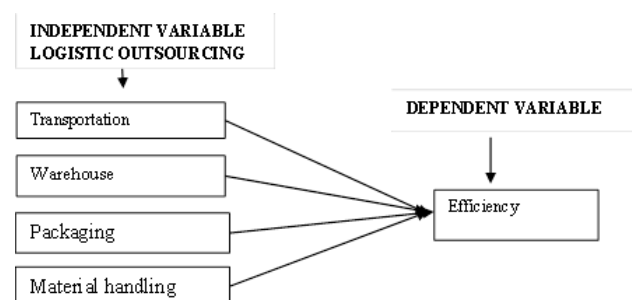 INDEPENDENT VARIABLE
LOGISTIC OUTSOURCING
DEPENDENT VARIABLE
Transportation
Warehouse
Packaging
Material handling
Efficiency